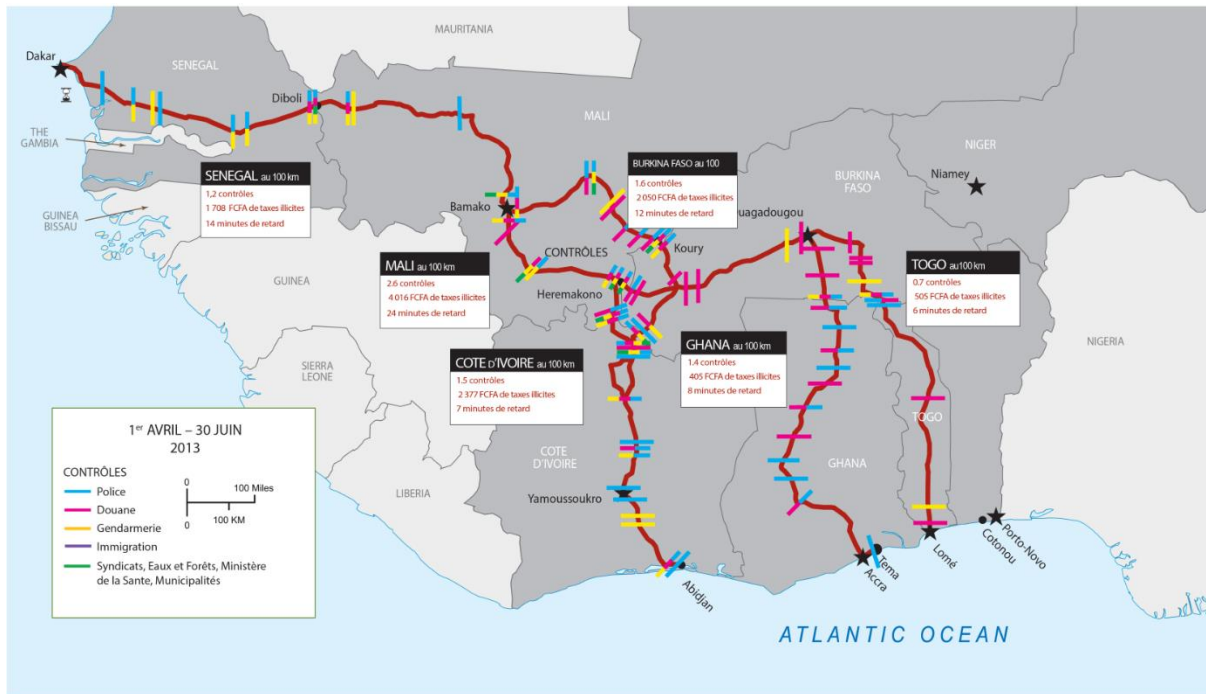 MAURITANIA
Dakar
SENEGAL
Diboli
MALI
THE
GAMBIA
NIGER
BURKINA
FASO
Niamey
SENEGAL au 100 km
1,2 contrôles
1 708 FCFA de taxes illicites
14 minutes de retard
BURKINA FASO au 100
1.6 contrôles
2 050 FCFA de taxes illicites
12 minutes de retard
GUINEA
BISSAU
Bamako
uagadougou
CONTRÔLES
Koury
GUINEA
MALI au 100 km
2.6 contrôles
4 016 FCFA de taxes illicites
24 minutes de retard
Heremakono
TOGO au100 km
0.7 contrôles
505 FCFA de taxes illicites
6 minutes de retard
SIERRA
LEONE
COTE D'IVOIRE au 100 km
1.5 contrôles
2 377 FCFA de taxes illicites
7 minutes de retard
GHANA au 100 km
1.4 contrôles
405 FCFA de taxes illicites
8 minutes de retard
NIGERIA
TOGO
COTE
D'IVOIRE
GHANA
LIBERIA
Yamoussoukro
Abidjan
Accra
Tema
Lomé
Cotonou
Porto-Novo
1er AVRIL – 30 JUIN
2013
CONTRÔLES
Police
Douane
Gendarmerie
Immigration
Syndicats, Eaux et Forêts, Ministère
de la Sante, Municipalités
0 100 Miles
0 100 KM
ATLANTIC OCEAN